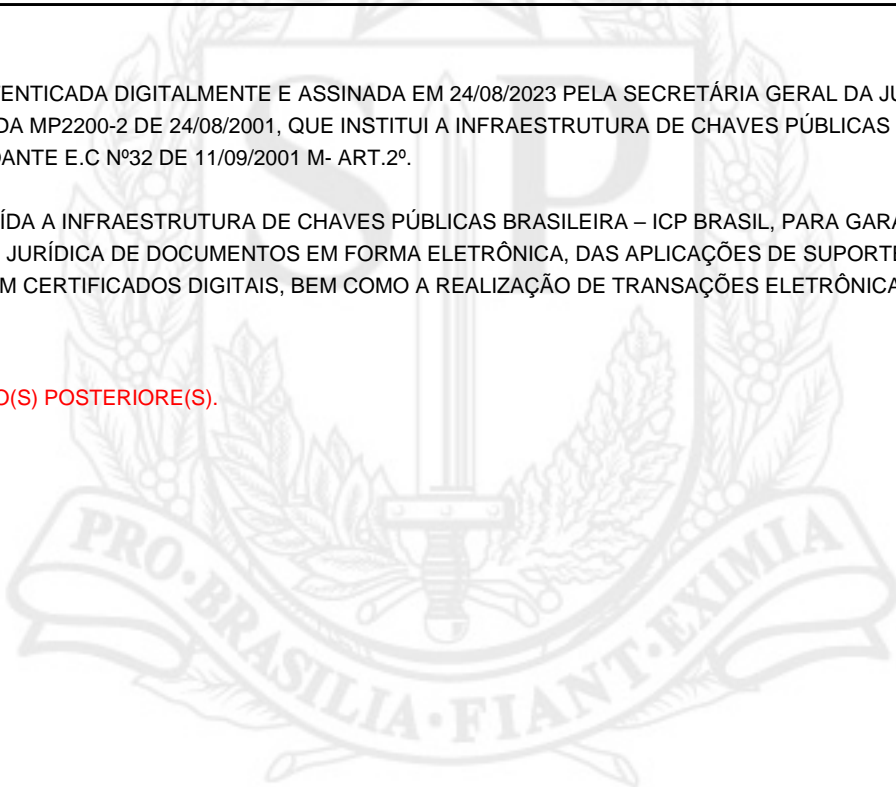 ENTICADA DIGITALMENTE E ASSINADA EM 24/08/2023 PELA SECRETÁRIA GERAL DA JU
DA MP2200-2 DE 24/08/2001, QUE INSTITUI A INFRAESTRUTURA DE CHAVES PÚBLICAS
DANTE E.C Nº32 DE 11/09/2001 M- ART.2º.
ÍDA A INFRAESTRUTURA DE CHAVES PÚBLICAS BRASILEIRA – ICP BRASIL, PARA GARA
JURÍDICA DE DOCUMENTOS EM FORMA ELETRÔNICA, DAS APLICAÇÕES DE SUPORTE
M CERTIFICADOS DIGITAIS, BEM COMO A REALIZAÇÃO DE TRANSAÇÕES ELETRÔNICA
O(S) POSTERIORE(S).
SP
PRO·BRASILIA·FIANT·EXIMIA